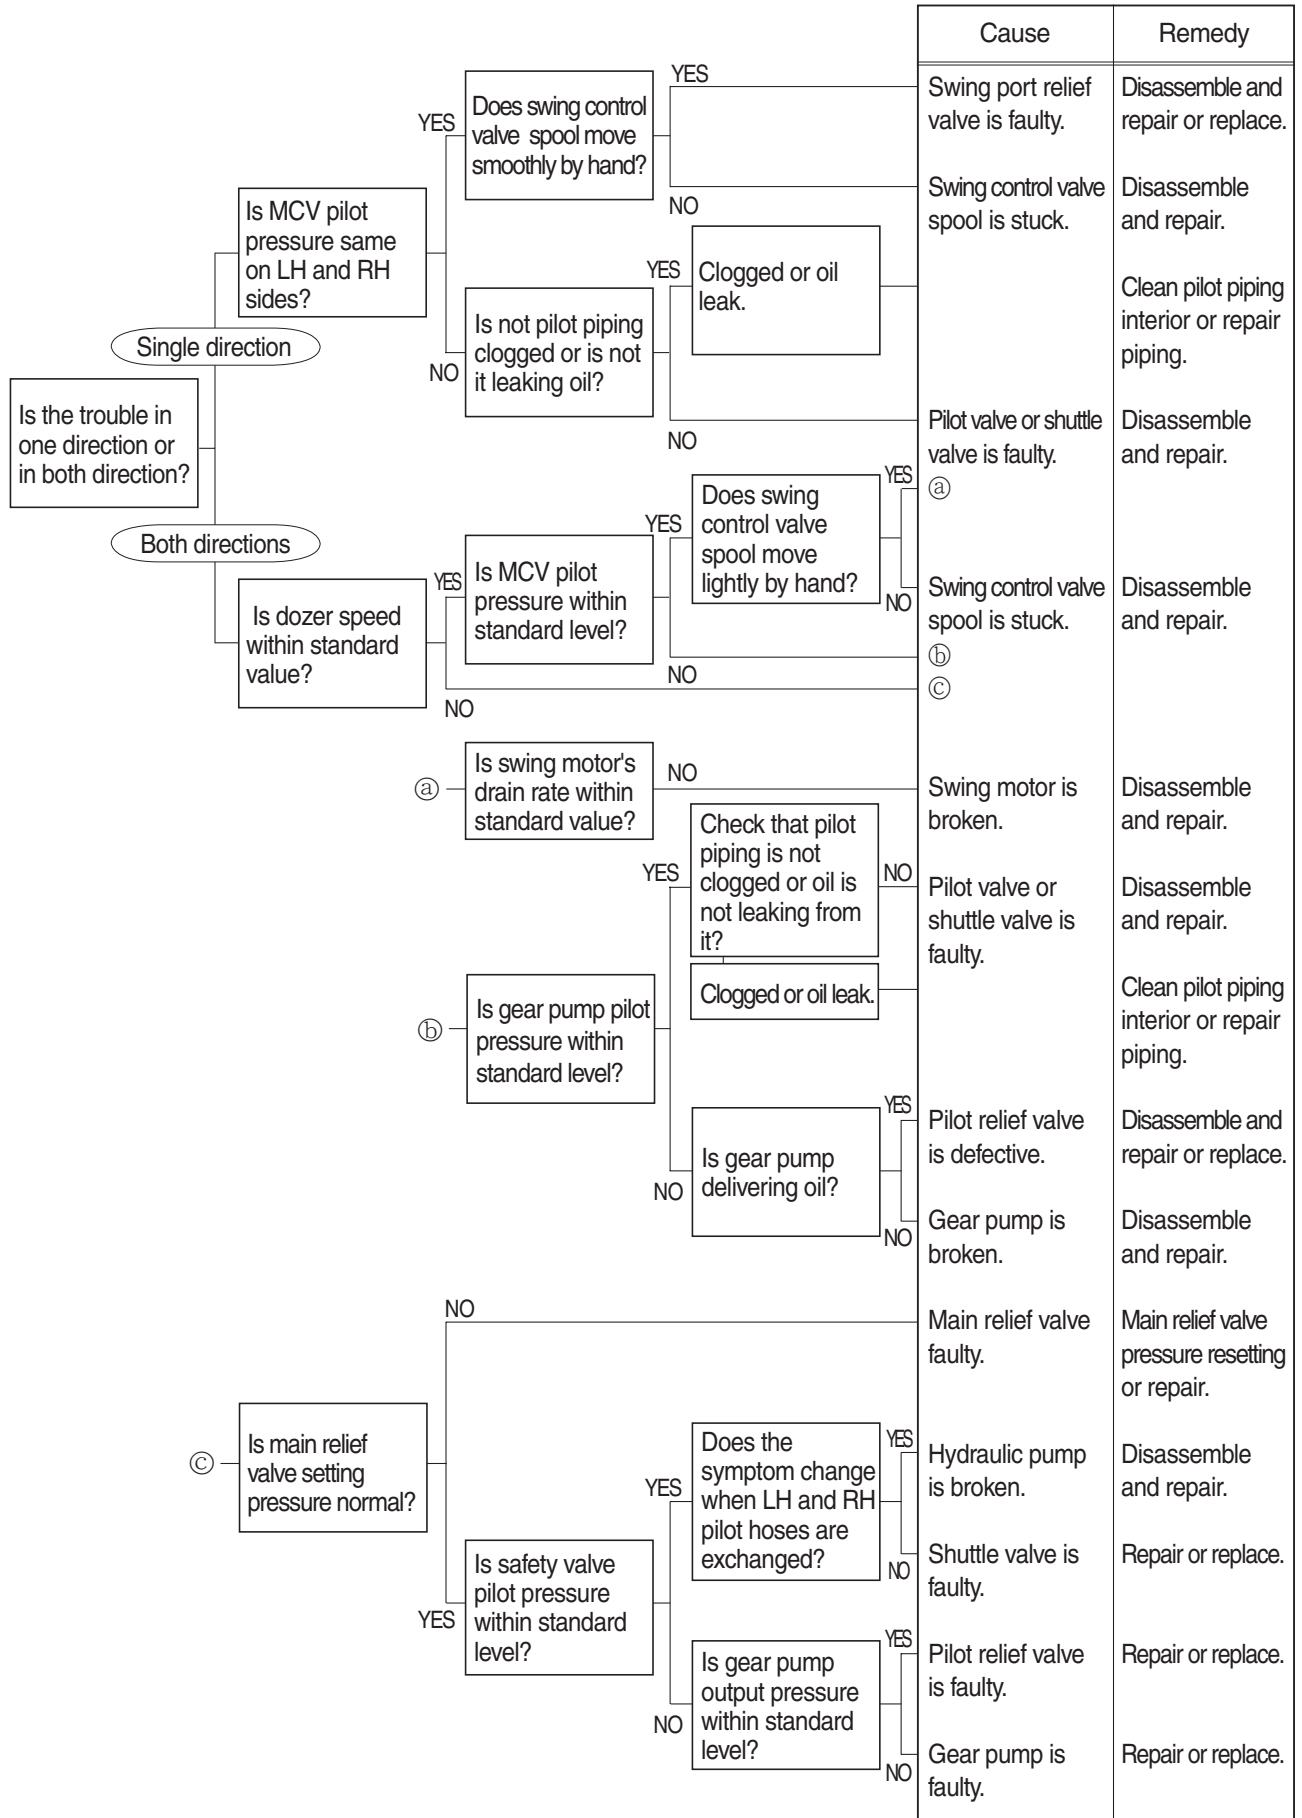 Cause
Remedy
YES
Does swing control
valve spool move
smoothly by hand?
YES
Swing port relief
valve is faulty.
Disassemble and
repair or replace.
NO
Swing control valve
spool is stuck.
Disassemble
and repair.
Is MCV pilot
pressure same
on LH and RH
sides?
YES
Clogged or oil
leak.
Clean pilot piping
interior or repair
piping.
Is not pilot piping
clogged or is not
it leaking oil?
NO
Single direction
Is the trouble in
one direction or
in both direction?
NO
Pilot valve or shuttle
valve is faulty.
Disassemble
and repair.
Both directions
YES
Does swing
control valve
spool move
lightly by hand?
YES
ⓐ
NO
Swing control valve
spool is stuck.
Disassemble
and repair.
YES
Is MCV pilot
pressure within
standard level?
Is dozer speed
within standard
value?
NO
ⓑ
NO
ⓒ
ⓐ
Is swing motor's
drain rate within
standard value?
NO
Swing motor is
broken.
Disassemble
and repair.
YES
Check that pilot
piping is not
clogged or oil is
not leaking from
it?
NO
Pilot valve or
shuttle valve is
faulty.
Disassemble
and repair.
Clogged or oil leak.
Clean pilot piping
interior or repair
piping.
ⓑ
Is gear pump pilot
pressure within
standard level?
NO
Is gear pump
delivering oil?
YES
Pilot relief valve
is defective.
Disassemble and
repair or replace.
NO
Gear pump is
broken.
Disassemble
and repair.
NO
Main relief valve
faulty.
Main relief valve
pressure resetting
or repair.
ⓒ
Is main relief
valve setting
pressure normal?
YES
Does the
symptom change
when LH and RH
pilot hoses are
exchanged?
YES
Hydraulic pump
is broken.
Disassemble
and repair.
NO
Shuttle valve is
faulty.
Repair or replace.
YES
Is safety valve
pilot pressure
within standard
level?
NO
Is gear pump
output pressure
within standard
level?
YES
Pilot relief valve
is faulty.
Repair or replace.
NO
Gear pump is
faulty.
Repair or replace.